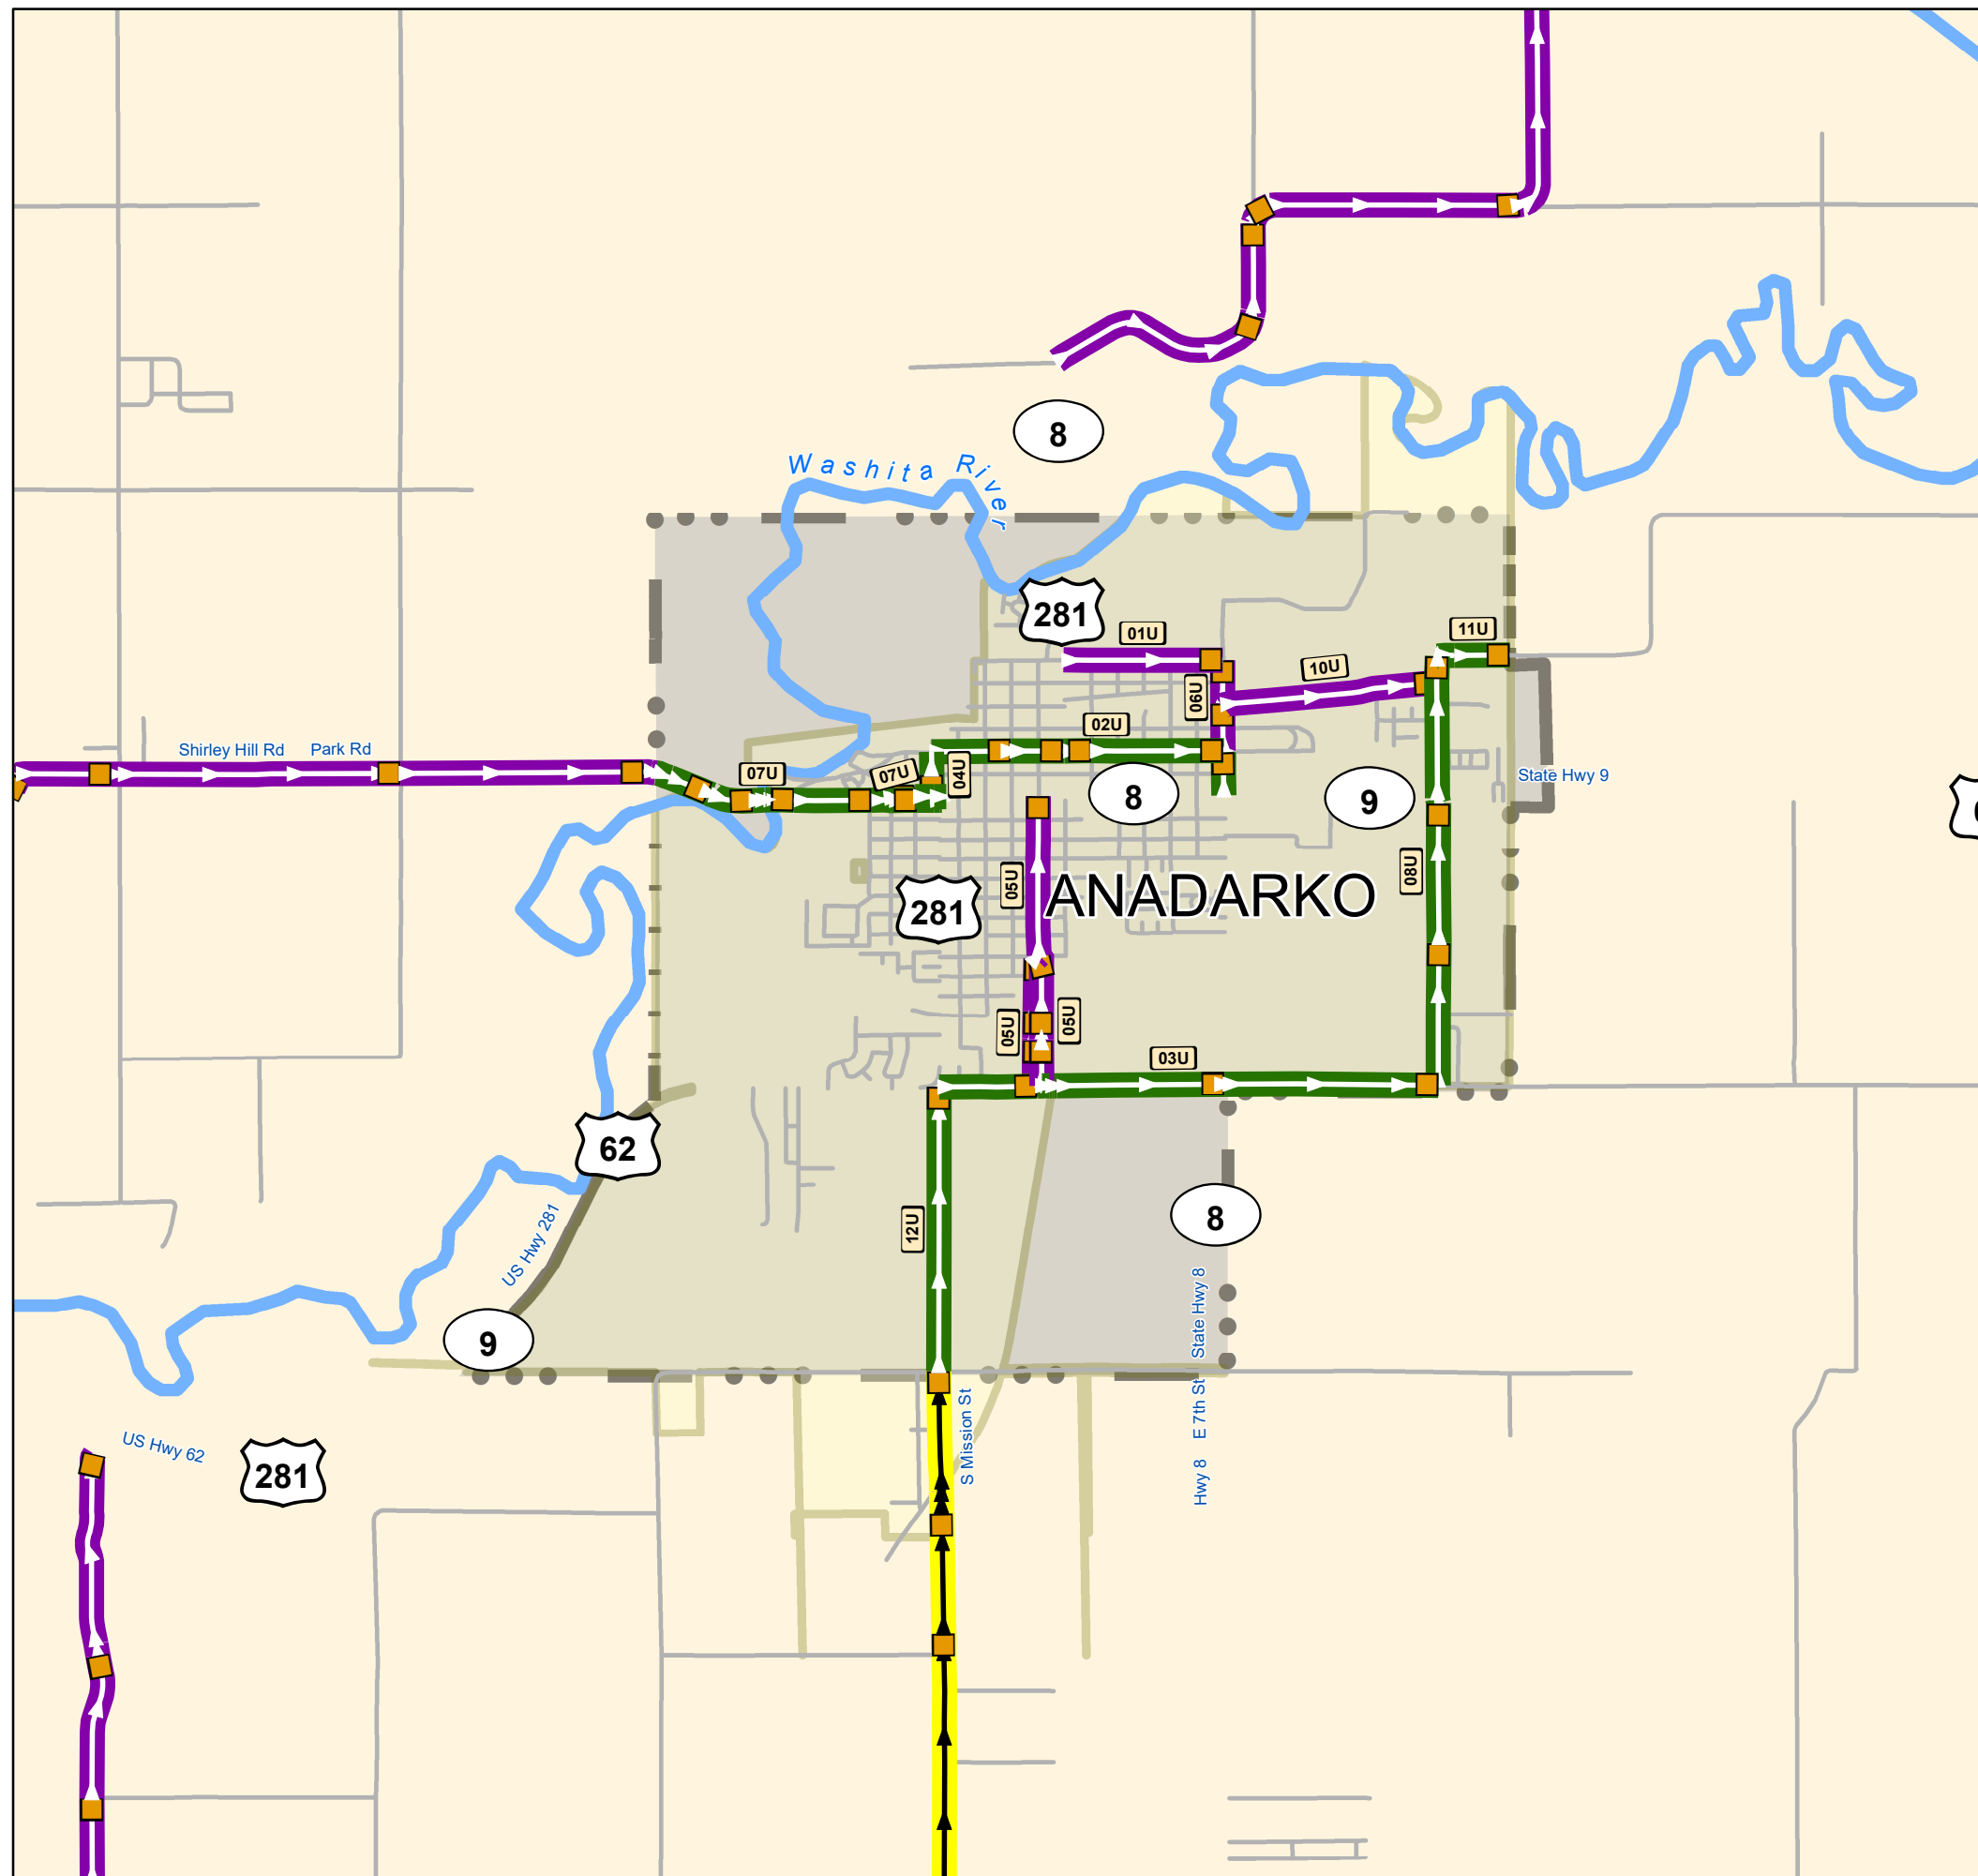 8
Washita River
281
01U
11U
10U
06U
02U
Shirley Hill Rd
Park Rd
07U
07U
04U
8
9
State Hwy 9
08U
05U
ANADARKO
281
05U
05U
03U
62
12U
8
US Hwy 281
State Hwy 8
9
E 7th St
S Mission St
US Hwy 62
281
Hwy 8